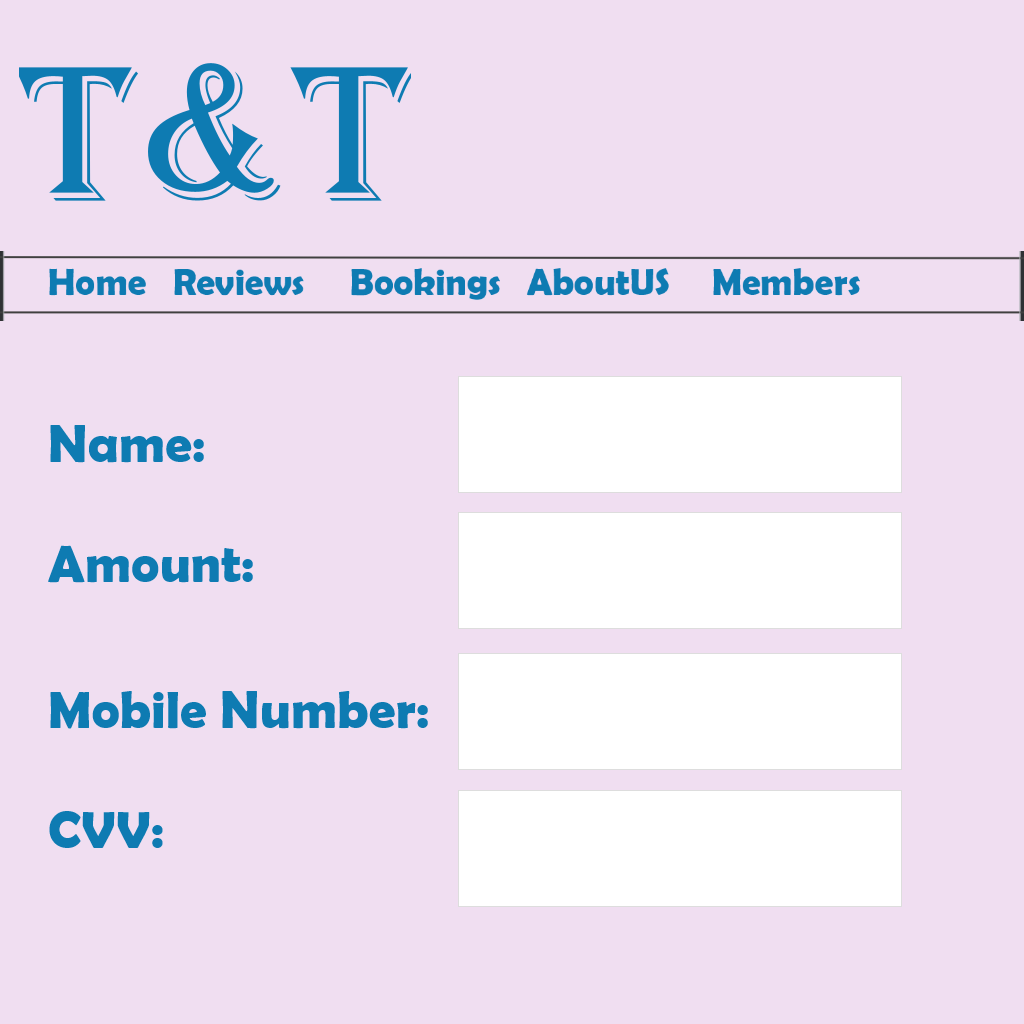 T & T
Home Reviews Bookings AboutUS Members
Name:
Amount:
Mobile Number:
CVV: